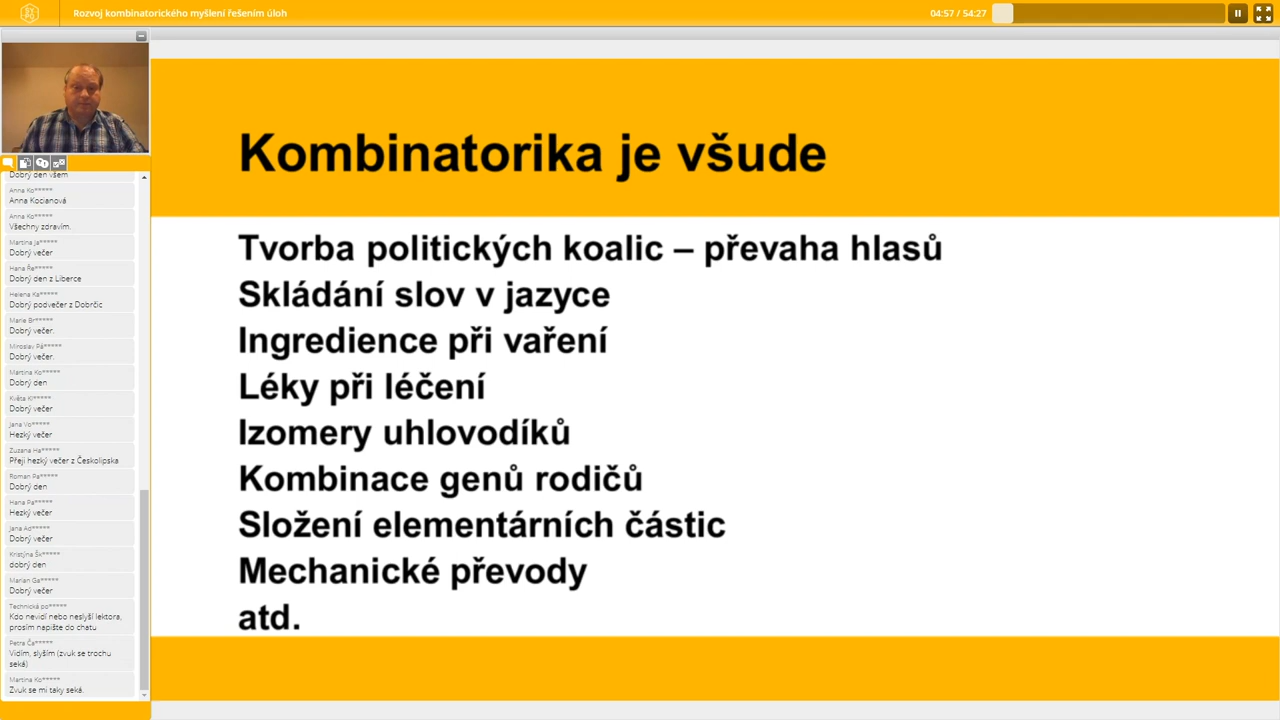 Rozvoj kombinatorického myšlení řešením úloh
04:57 / 54:27
Dobrý den všem
Anna Ko*****
Anna Kocianová
Anna Ko*****
Všechny zdravím.
Martina Ja*****
Dobrý večer
Hana Ře*****
Dobrý den z Liberce
Helena Ka*****
Dobrý podvečer z Dobrčic
Marie Br*****
Dobrý večer.
Miroslav Pá*****
Dobrý večer.
Martina Ko*****
Dobrý den
Květa Kl*****
Dobrý večer
Jana Vo*****
Hezký večer
Zuzana Ha*****
Přeji hezký večer z Českolipska
Roman Pa*****
Dobrý den
Hana Pa*****
Hezký večer
Jana Ad*****
Dobrý večer
Kristýna Šk*****
dobrý den
Marian Ga*****
Dobrý večer
Technická po*****
Kdo nevidí nebo neslyší lektora,
prosím napište do chatu
Petra Ča*****
Vidím, slyším (zvuk se trochu
seká)
Martina Ko*****
Zvuk se mi taky seká.
Kombinatorika je všude
Tvorba politických koalic – převaha hlasů
Skládání slov v jazyce
Ingredience při vaření
Léky při léčení
Izomery uhlovodíků
Kombinace genů rodičů
Složení elementárních částic
Mechanické převody
atd.